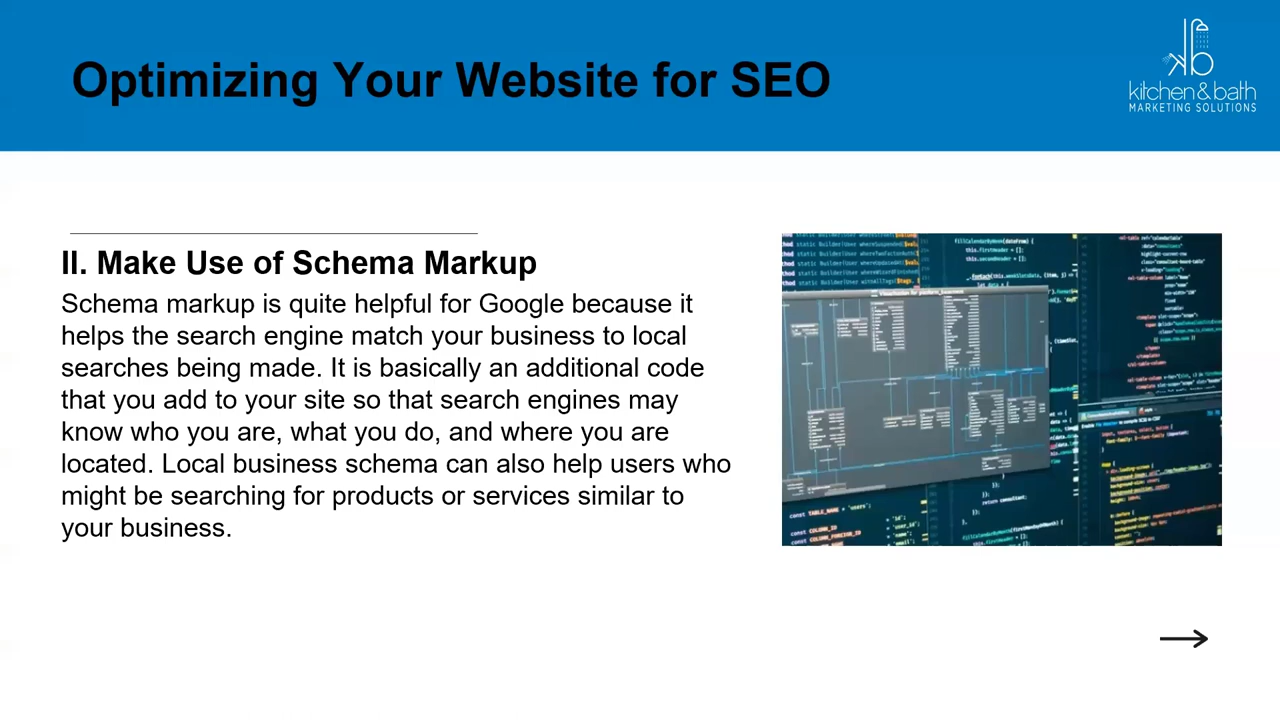 Optimizing Your Website for SEO
kitchen&bath
MARKETING SOLUTIONS
II. Make Use of Schema Markup
Schema markup is quite helpful for Google because it
helps the search engine match your business to local
searches being made. It is basically an additional code
that you add to your site so that search engines may
know who you are, what you do, and where you are
located. Local business schema can also help users who
might be searching for products or services similar to
your business.